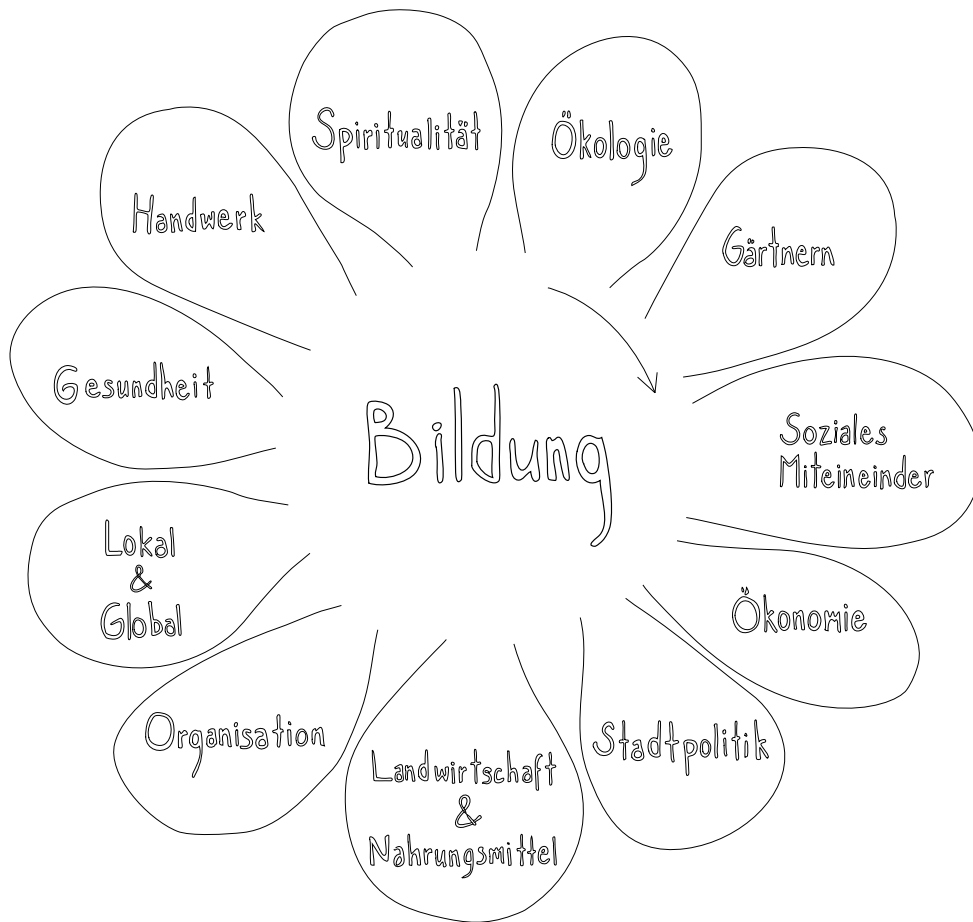 Spiritualität
Ökologie
Gärtnern
Soziales
Miteineinder
Ökonomie
Stadtpolitik
Landwirtschaft
&
Nahrungsmittel
Organisation
Lokal
&
Global
Gesundheit
Handwerk
Bildung